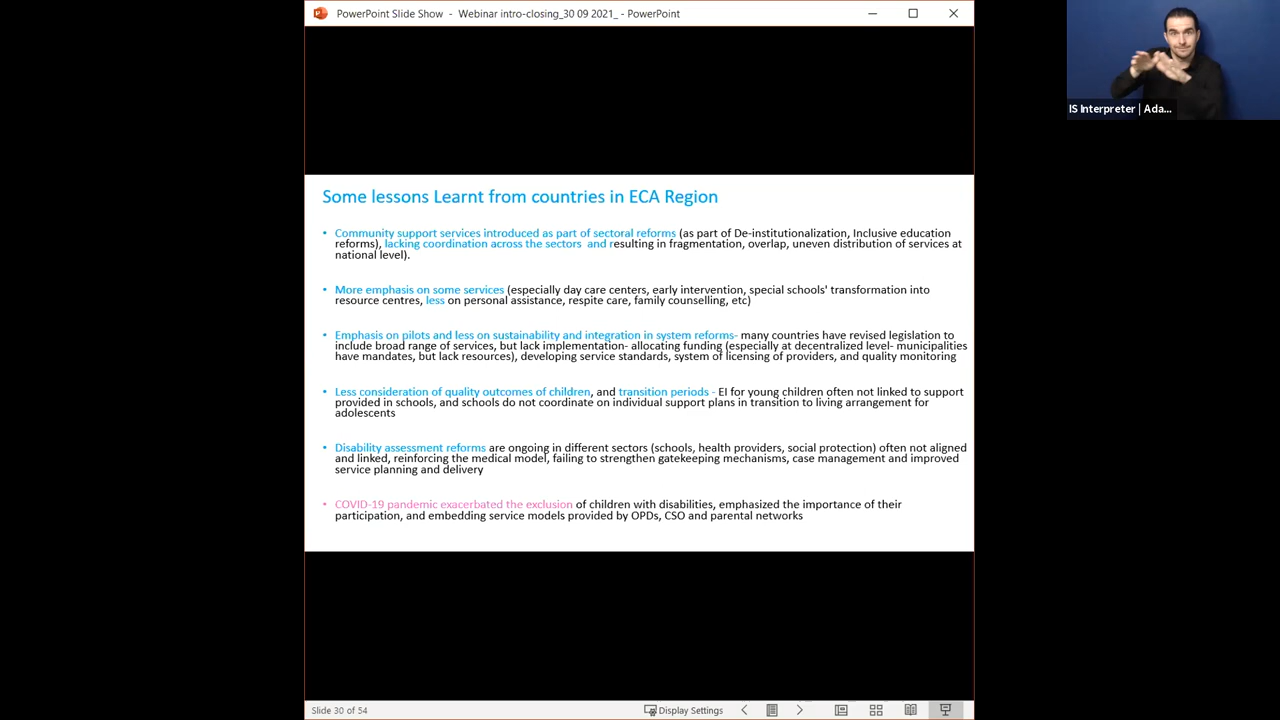 PowerPoint Slide Show - Webinar intro-closing_30 09 2021_ - PowerPoint
IS Interpreter | Ada...
Some lessons Learnt from countries in ECA Region
• Community support services introduced as part of sectoral reforms (as part of De-institutionalization, Inclusive education
reforms), lacking coordination across the sectors and resulting in fragmentation, overlap, uneven distribution of services at
national level).
• More emphasis on some services (especially day care centers, early intervention, special schools' transformation into
resource centres, less on personal assistance, respite care, family counselling, etc)
• Emphasis on pilots and less on sustainability and integration in system reforms- many countries have revised legislation to
include broad range of services, but lack implementation- allocating funding (especially at decentralized level- municipalities
have mandates, but lack resources), developing service standards, system of licensing of providers, and quality monitoring
• Less consideration of quality outcomes of children, and transition periods - EI for young children often not linked to support
provided in schools, and schools do not coordinate on individual support plans in transition to living arrangement for
adolescents
• Disability assessment reforms are ongoing in different sectors (schools, health providers, social protection) often not aligned
and linked, reinforcing the medical model, failing to strengthen gatekeeping mechanisms, case management and improved
service planning and delivery
• COVID-19 pandemic exacerbated the exclusion of children with disabilities, emphasized the importance of their
participation, and embedding service models provided by OPDs, CSO and parental networks
Slide 30 of 54
Display Settings